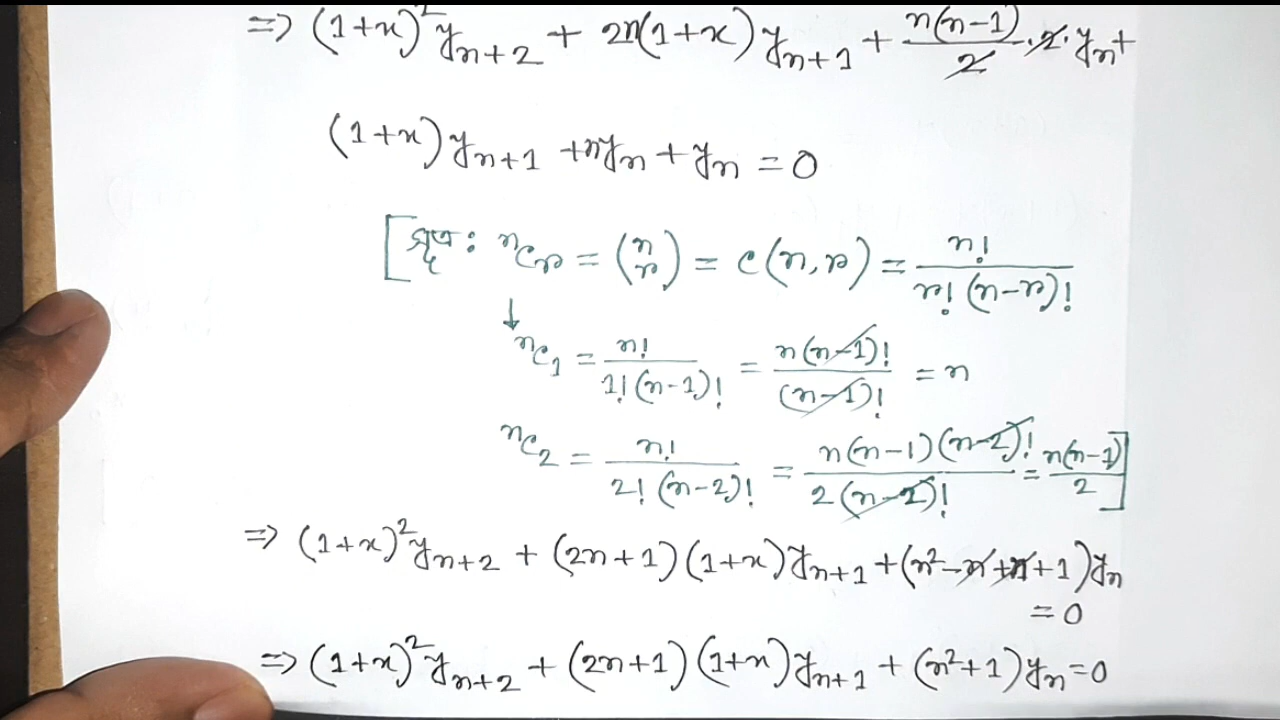 => (1+x)²yₙ₊₂ + 2n(1+x)yₙ₊₁ + n(n-1)/2 · 2 · yₙ +
(1+x)yₙ₊₁ + nyₙ + yₙ = 0
[সূত্র: ⁿCᵣ = (n r) = C(n,r) = n!/r!(n-r)!
↓
ⁿC₁ = n!/1!(n-1)! = n(n-1)!/(n-1)! = n
ⁿC₂ = n!/2!(n-2)! = n(n-1)(n-2)!/2(n-2)! = n(n-1)/2]
=> (1+x)²yₙ₊₂ + (2n+1)(1+x)yₙ₊₁ + (n²-n+n+1)yₙ
= 0
=> (1+x)²yₙ₊₂ + (2n+1)(1+x)yₙ₊₁ + (n²+1)yₙ = 0